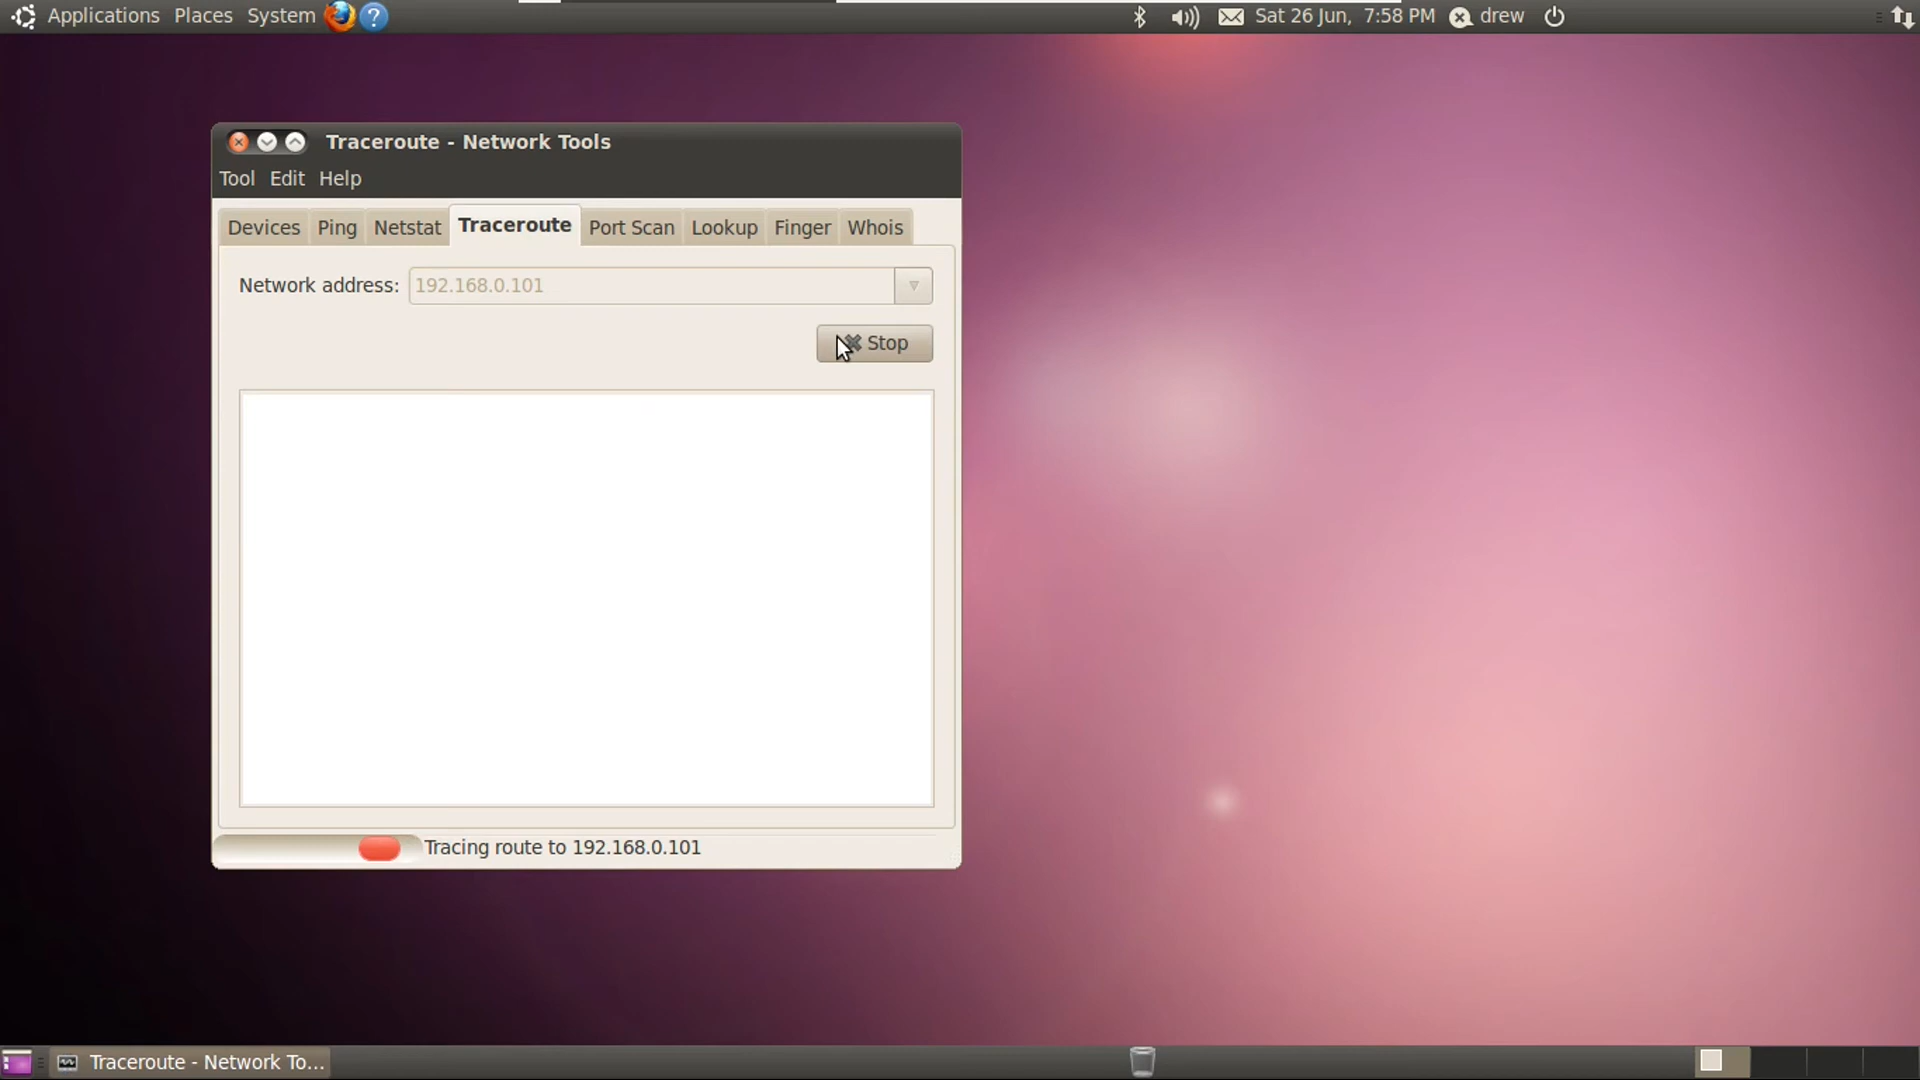 Applications Places System ? Sat 26 Jun, 7:58 PM drew
Traceroute - Network Tools
Tool Edit Help
Devices Ping Netstat Traceroute Port Scan Lookup Finger Whois
Network address: 192.168.0.101
Stop
Tracing route to 192.168.0.101
Traceroute - Network To...